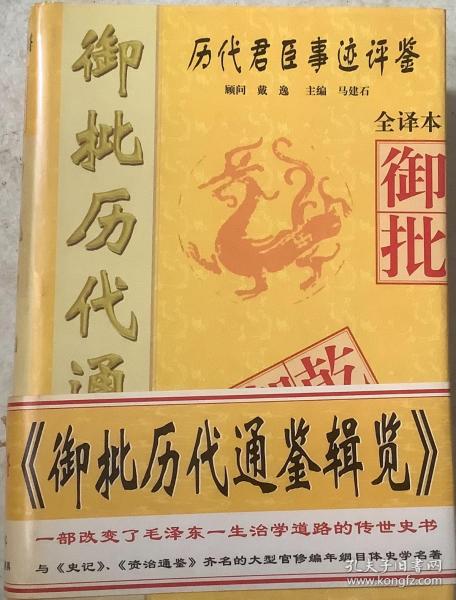 御批历代通
历代君臣事迹评鉴
顾问 戴 逸 主编 马建石
全译本
御批
乾
《御批历代通鉴辑览》
一部改变了毛泽东一生治学道路的传世史书
与《史记》、《资治通鉴》齐名的大型官修编年纲目体史学名著
孔夫子旧书网
www.kongfz.com